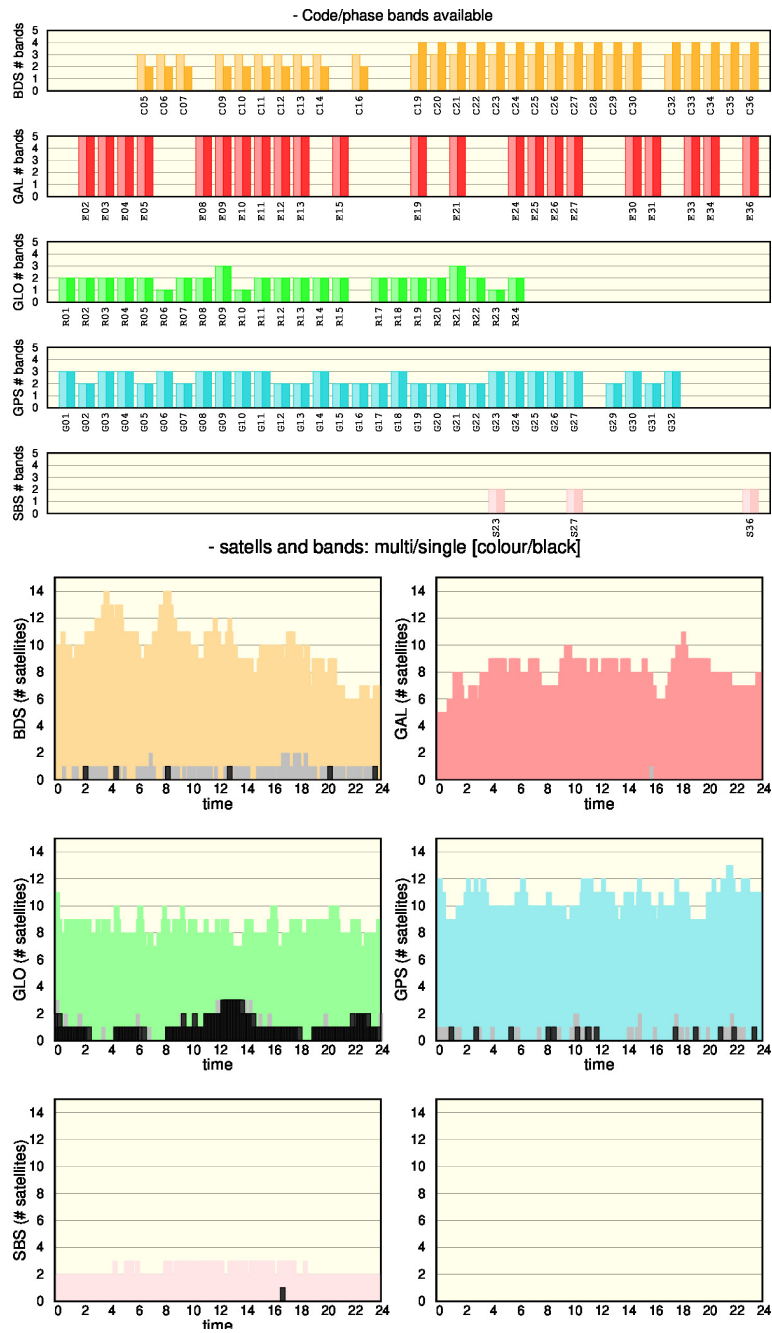 - Code/phase bands available
BDS # bands
5
4
3
2
1
0
C05 C06 C07 C09 C10 C11 C12 C13 C14 C16 C19 C20 C21 C22 C23 C24 C25 C26 C27 C28 C29 C30 C32 C33 C34 C35 C36
GAL # bands
5
4
3
2
1
0
E02 E03 E04 E05 E08 E09 E10 E11 E12 E13 E15 E19 E21 E24 E25 E26 E27 E30 E31 E33 E34 E36
GLO # bands
5
4
3
2
1
0
R01 R02 R03 R04 R05 R06 R07 R08 R09 R10 R11 R12 R13 R14 R15 R17 R18 R19 R20 R21 R22 R23 R24
GPS # bands
5
4
3
2
1
0
G01 G02 G03 G04 G05 G06 G07 G08 G09 G10 G11 G12 G13 G14 G15 G16 G17 G18 G19 G20 G21 G22 G23 G24 G25 G26 G27 G29 G30 G31 G32
SBS # bands
5
4
3
2
1
0
S23 S27 S36
- satells and bands: multi/single [colour/black]
BDS (# satellites)
14
12
10
8
6
4
2
0
0 2 4 6 8 10 12 14 16 18 20 22 24
time
GAL (# satellites)
14
12
10
8
6
4
2
0
0 2 4 6 8 10 12 14 16 18 20 22 24
time
GLO (# satellites)
14
12
10
8
6
4
2
0
0 2 4 6 8 10 12 14 16 18 20 22 24
time
GPS (# satellites)
14
12
10
8
6
4
2
0
0 2 4 6 8 10 12 14 16 18 20 22 24
time
SBS (# satellites)
14
12
10
8
6
4
2
0
0 2 4 6 8 10 12 14 16 18 20 22 24
time
14
12
10
8
6
4
2
0
0 2 4 6 8 10 12 14 16 18 20 22 24